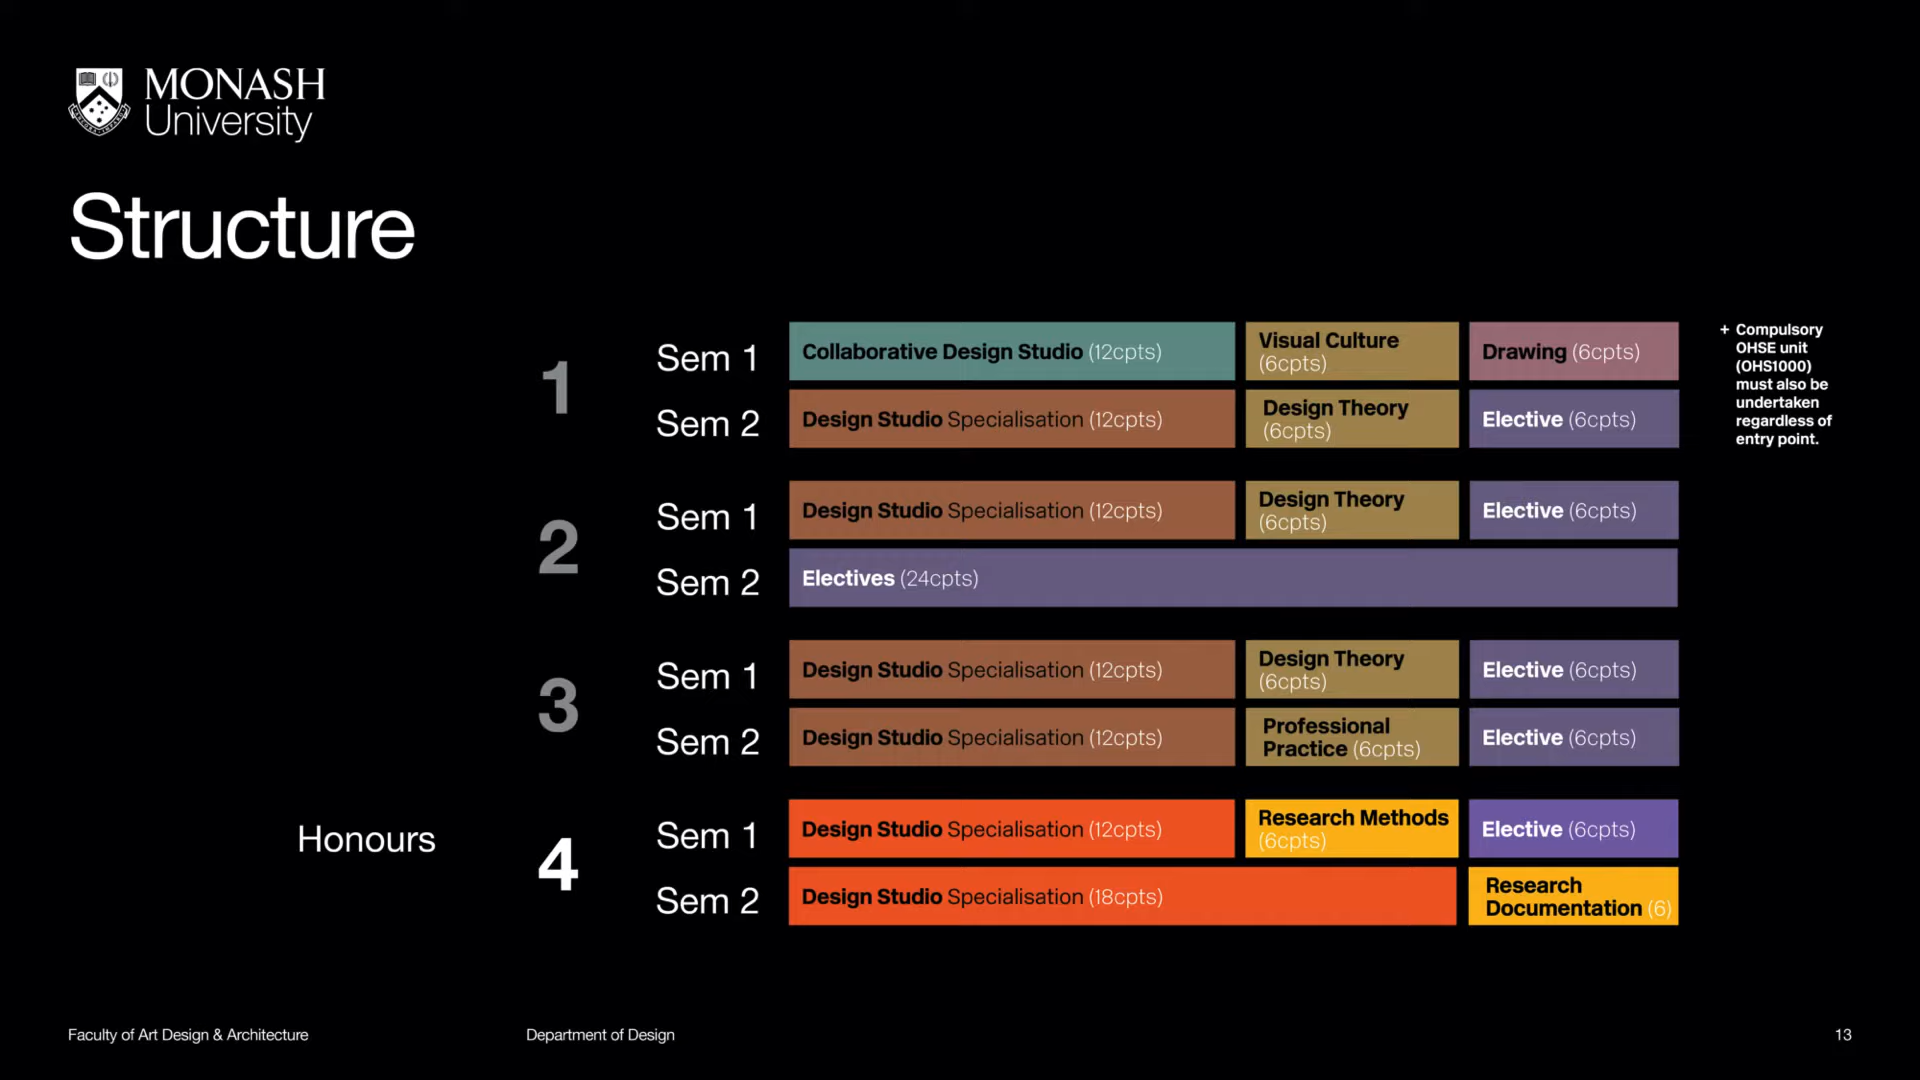 MONASH
University
Structure
1
Sem 1
Collaborative Design Studio (12cpts)
Visual Culture
(6cpts)
Drawing (6cpts)
Sem 2
Design Studio Specialisation (12cpts)
Design Theory
(6cpts)
Elective (6cpts)
+ Compulsory
OHSE unit
(OHS1000)
must also be
undertaken
regardless of
entry point.
2
Sem 1
Design Studio Specialisation (12cpts)
Design Theory
(6cpts)
Elective (6cpts)
Sem 2
Electives (24cpts)
3
Sem 1
Design Studio Specialisation (12cpts)
Design Theory
(6cpts)
Elective (6cpts)
Sem 2
Design Studio Specialisation (12cpts)
Professional
Practice (6cpts)
Elective (6cpts)
Honours
4
Sem 1
Design Studio Specialisation (12cpts)
Research Methods
(6cpts)
Elective (6cpts)
Sem 2
Design Studio Specialisation (18cpts)
Research
Documentation (6)
Faculty of Art Design & Architecture
Department of Design
13